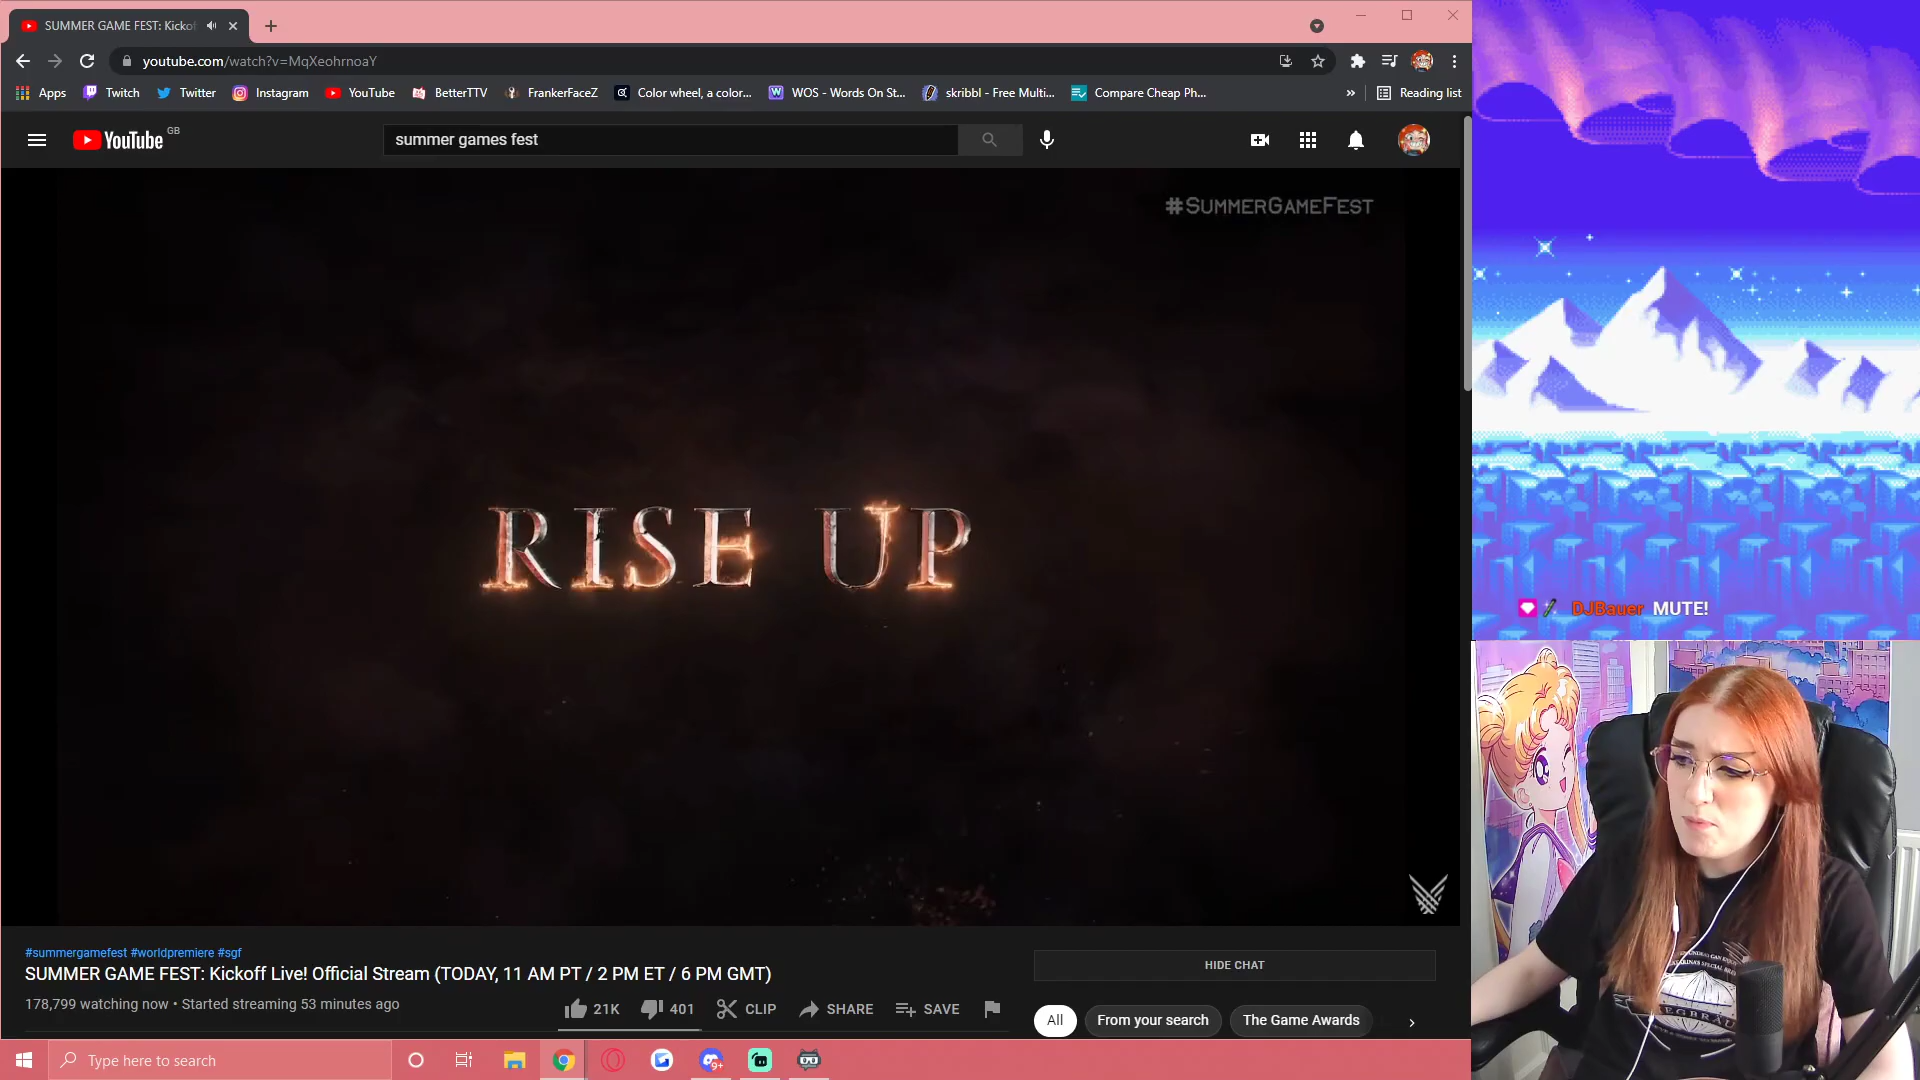 SUMMER GAME FEST: Kicko
youtube.com/watch?v=MqXeohrnoaY
Apps Twitch Twitter Instagram YouTube BetterTTV FrankerFaceZ Color wheel, a color... WOS - Words On St... skribbl - Free Multi... Compare Cheap Ph... » Reading list
YouTube GB
summer games fest
#SUMMERGAMEFEST
RISE UP
DJBauer MUTE!
#summergamefest #worldpremiere #sgf
SUMMER GAME FEST: Kickoff Live! Official Stream (TODAY, 11 AM PT / 2 PM ET / 6 PM GMT)
178,799 watching now • Started streaming 53 minutes ago
21K 401 CLIP SHARE SAVE
HIDE CHAT
All From your search The Game Awards
Type here to search
9+